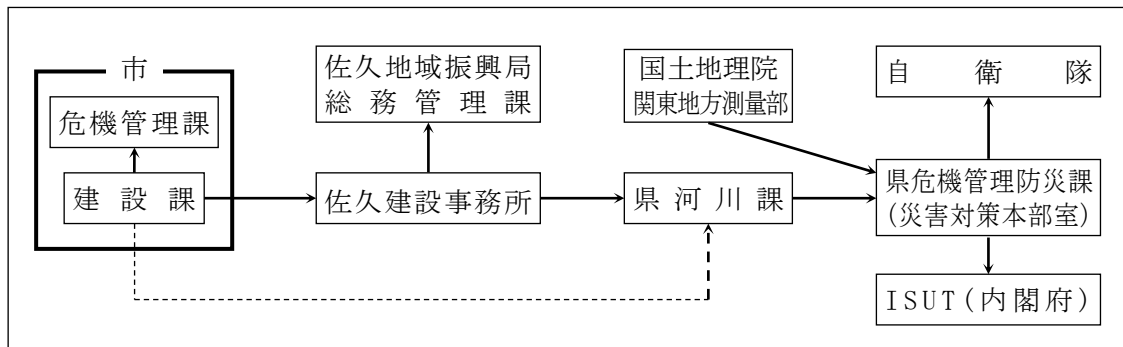 市
危機管理課
建設課
佐久地域振興局
総務管理課
佐久建設事務所
国土地理院
関東地方測量部
県河川課
自衛隊
県危機管理防災課
(災害対策本部室)
ISUT(内閣府)